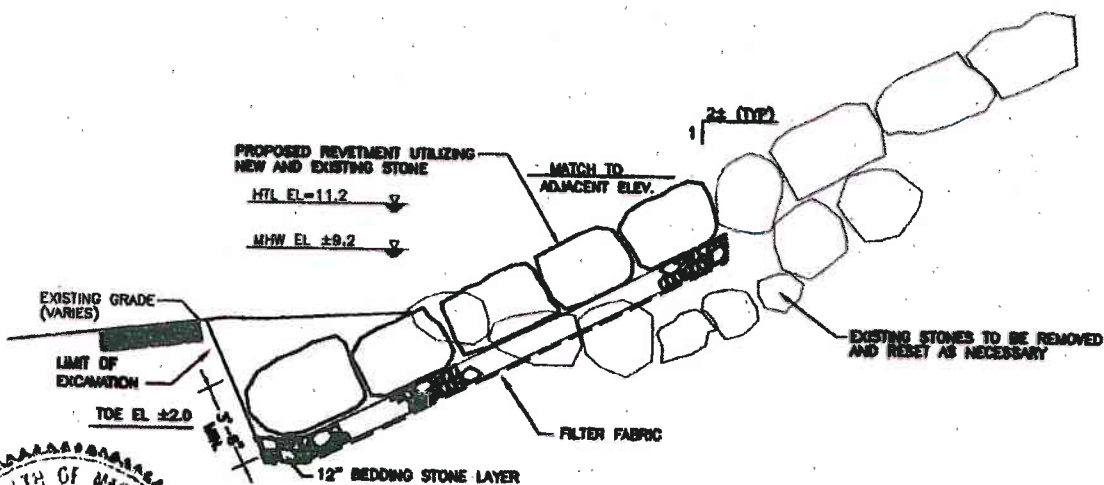 2± (TYP)
1
PROPOSED REVETMENT UTILIZING
NEW AND EXISTING STONE
MATCH TO
ADJACENT ELEV.
HTL EL=11.2
MHW EL ±9.2
EXISTING GRADE
(VARIES)
EXISTING STONES TO BE REMOVED
AND RESET AS NECESSARY
LIMIT OF
EXCAVATION
TOE EL ±2.0
MIN.
FILTER FABRIC
12" BEDDING STONE LAYER
OF